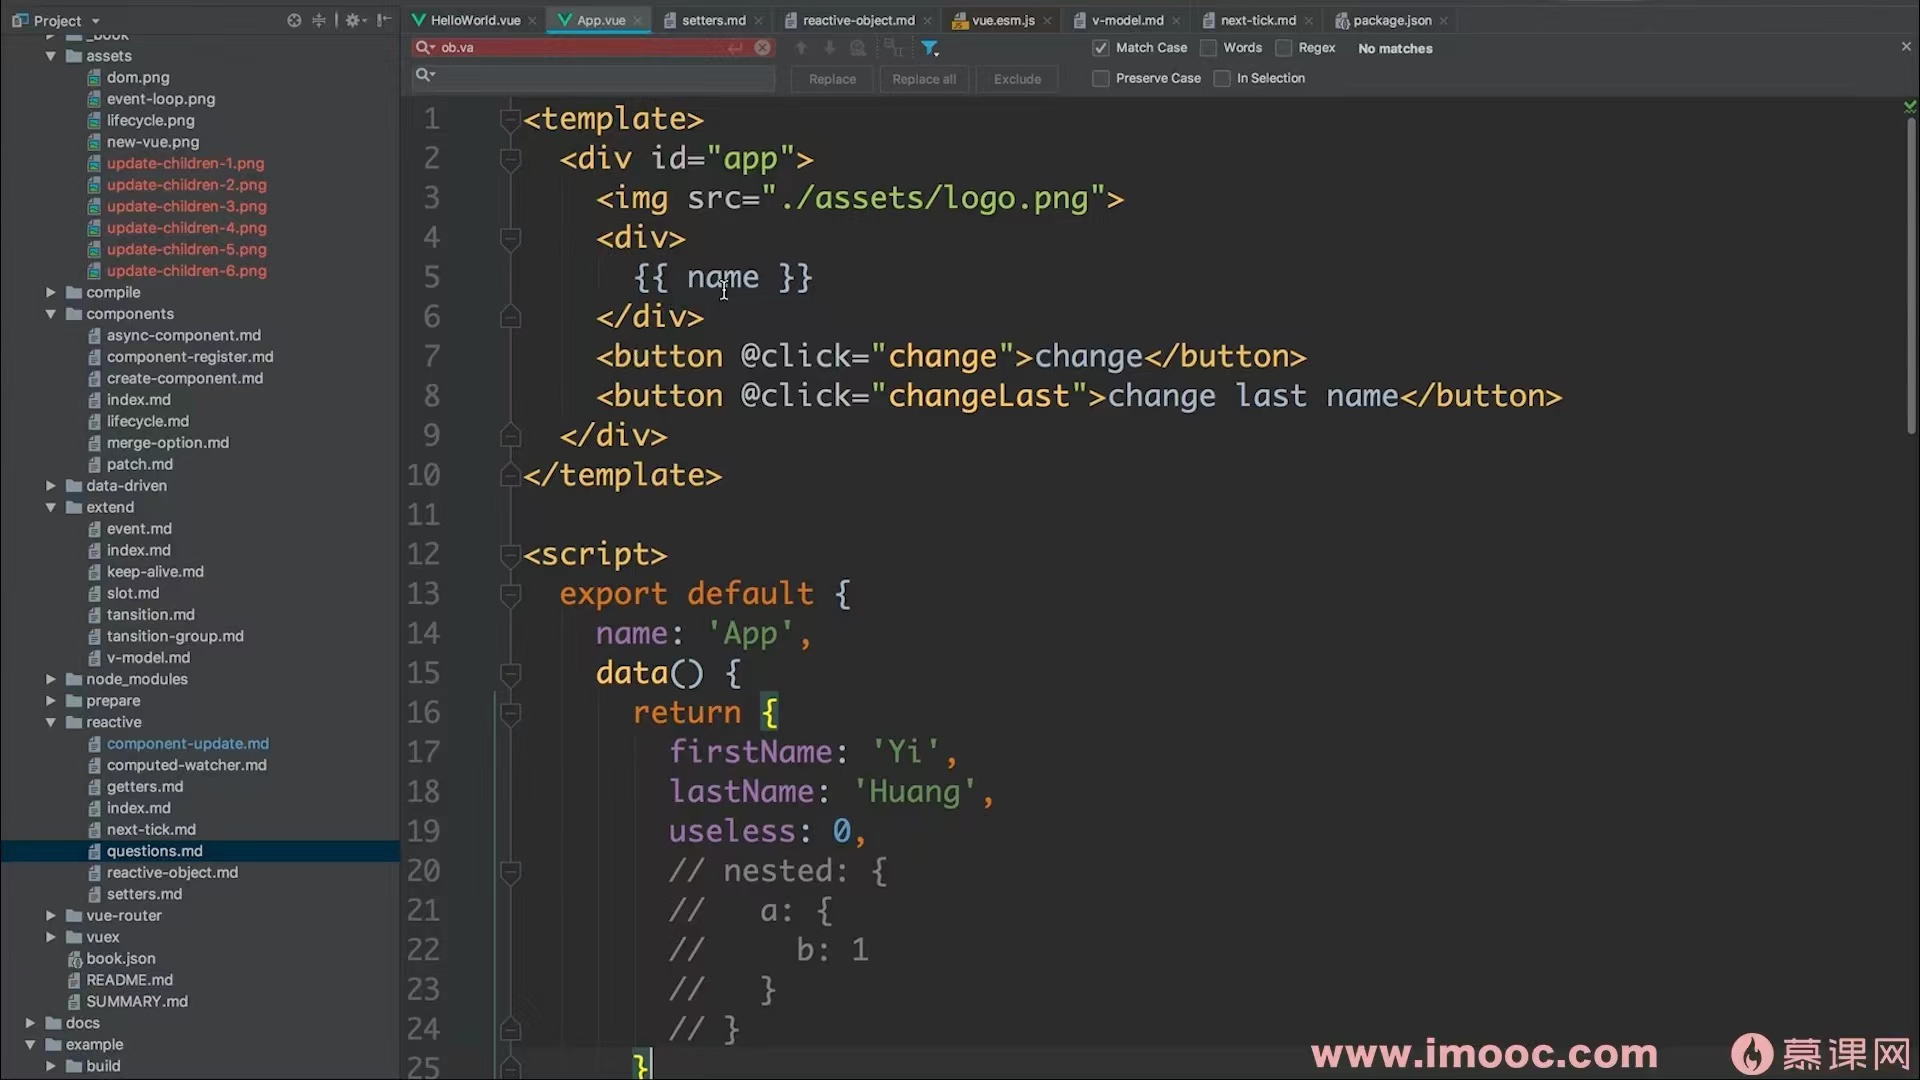 Project
_book
assets
dom.png
event-loop.png
lifecycle.png
new-vue.png
update-children-1.png
update-children-2.png
update-children-3.png
update-children-4.png
update-children-5.png
update-children-6.png
compile
components
async-component.md
component-register.md
create-component.md
index.md
lifecycle.md
merge-option.md
patch.md
data-driven
extend
event.md
index.md
keep-alive.md
slot.md
tansition.md
tansition-group.md
v-model.md
node_modules
prepare
reactive
component-update.md
computed-watcher.md
getters.md
index.md
next-tick.md
questions.md
reactive-object.md
setters.md
vue-router
vuex
book.json
README.md
SUMMARY.md
docs
example
build
HelloWorld.vue App.vue setters.md reactive-object.md vue.esm.js v-model.md next-tick.md package.json
ob.va Match Case Words Regex No matches
Replace Replace all Exclude Preserve Case In Selection
1 <template>
2 <div id="app">
3 <img src="./assets/logo.png">
4 <div>
5 {{ name }}
6 </div>
7 <button @click="change">change</button>
8 <button @click="changeLast">change last name</button>
9 </div>
10 </template>
11
12 <script>
13 export default {
14 name: 'App',
15 data() {
16 return {
17 firstName: 'Yi',
18 lastName: 'Huang',
19 useless: 0,
20 // nested: {
21 // a: {
22 // b: 1
23 // }
24 // }
25 }
www.imooc.com 慕课网